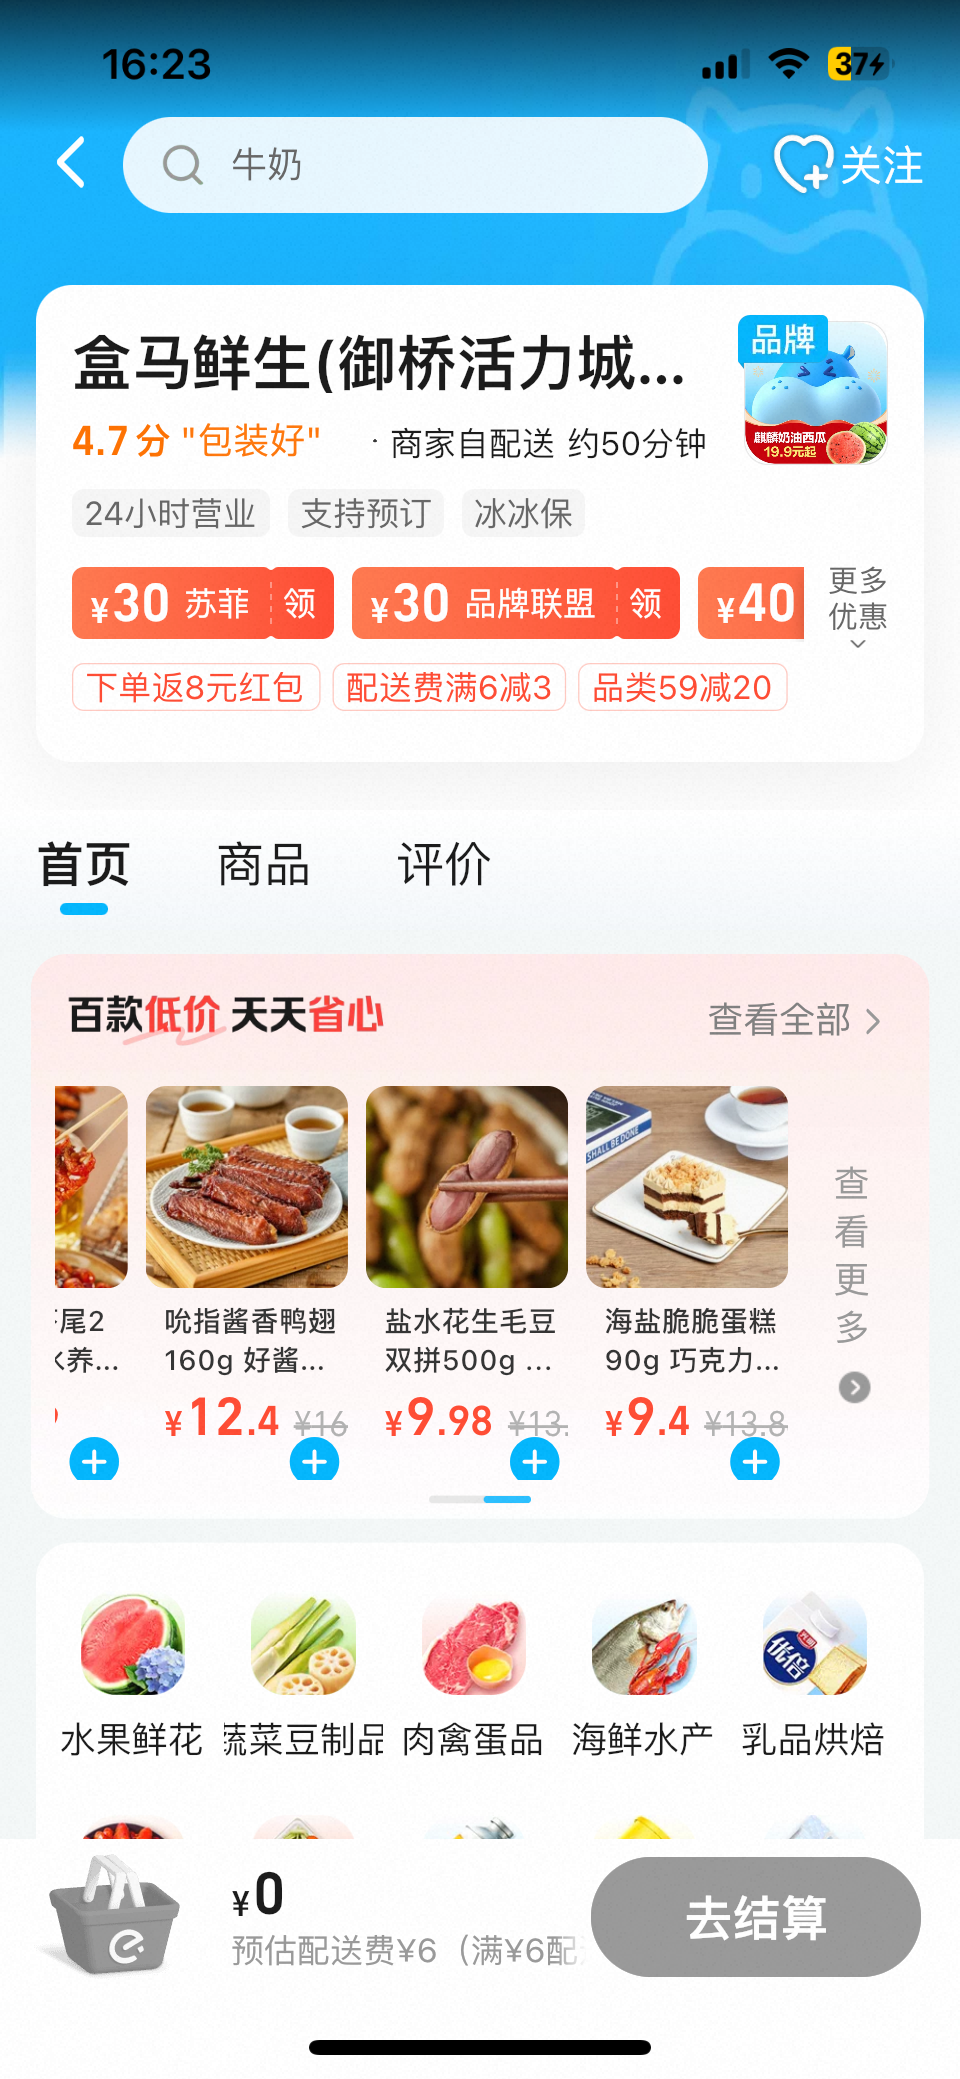 16:23
37
牛奶
关注
盒马鲜生(御桥活力城...
品牌
麒麟奶油西瓜
19.9元起
4.7分 "包装好" · 商家自配送 约50分钟
24小时营业 支持预订 冰冰保
¥30 苏菲 领 ¥30 品牌联盟 领 ¥40
更多
优惠
下单返8元红包 配送费满6减3 品类59减20
首页 商品 评价
百款低价 天天省心
查看全部
SHALL BE DONE
尾2
养...
吮指酱香鸭翅
160g 好酱...
¥12.4 ¥16
盐水花生毛豆
双拼500g ...
¥9.98 ¥13.
海盐脆脆蛋糕
90g 巧克力...
¥9.4 ¥13.8
查看更多
优倍
水果鲜花 蔬菜豆制品 肉禽蛋品 海鲜水产 乳品烘焙
¥0
预估配送费¥6（满¥6配
去结算